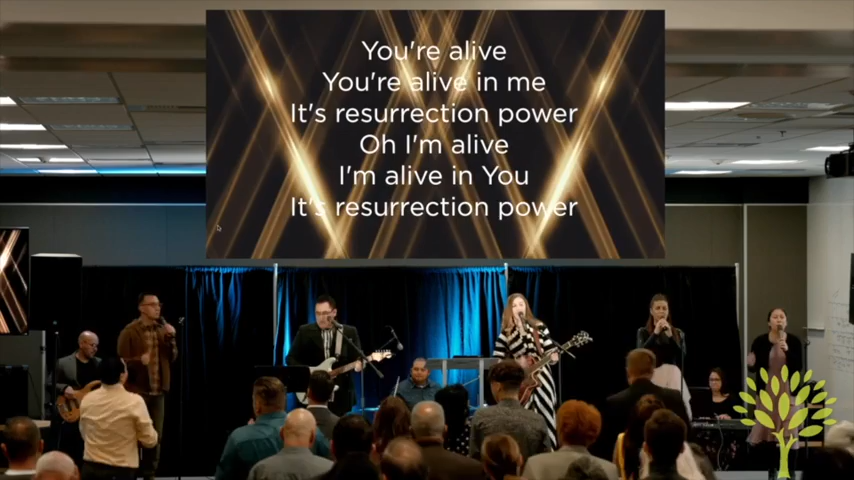 You're alive
You're alive in me
It's resurrection power
Oh I'm alive
I'm alive in You
It's resurrection power